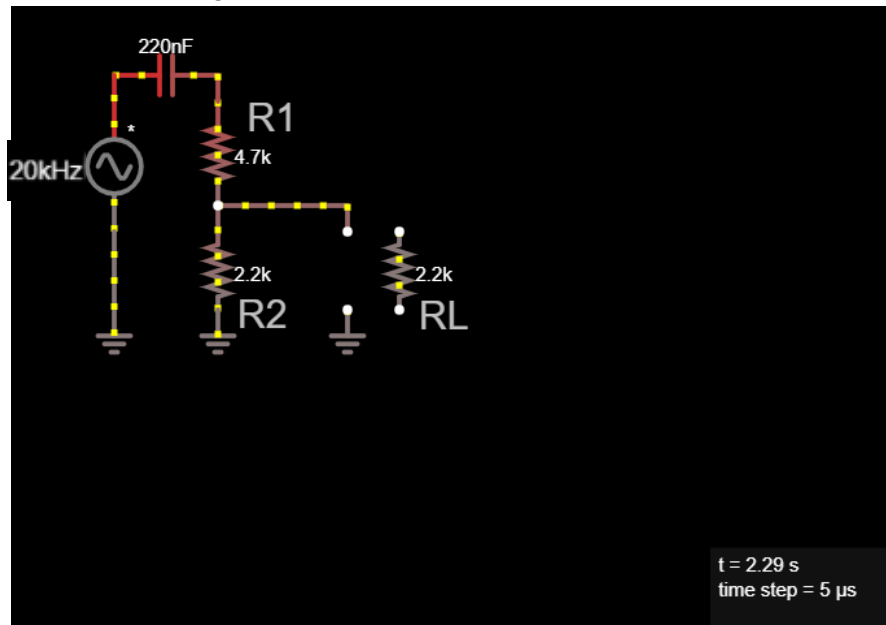 220nF
R1
*
20kHz
4.7k
2.2k
2.2k
R2
RL
t = 2.29 s
time step = 5 µs